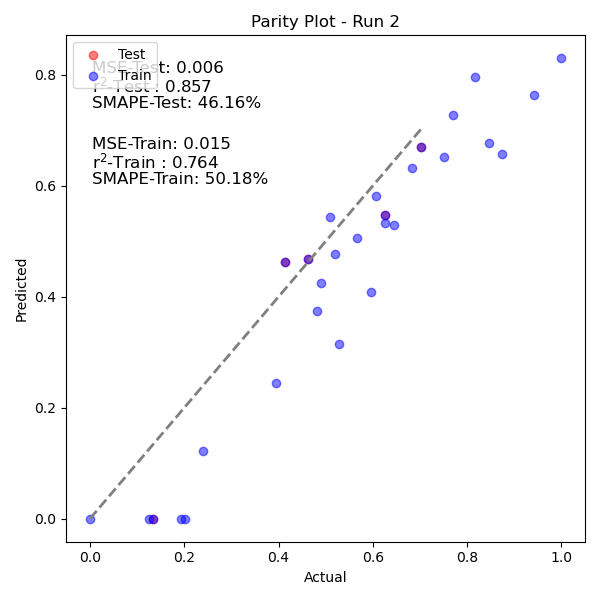 Parity Plot - Run 2
Test
Train
MSE-Test: 0.006
r²-Test : 0.857
SMAPE-Test: 46.16%
MSE-Train: 0.015
r²-Train : 0.764
SMAPE-Train: 50.18%
Predicted
0.8
0.6
0.4
0.2
0.0
0.0 0.2 0.4 0.6 0.8 1.0
Actual